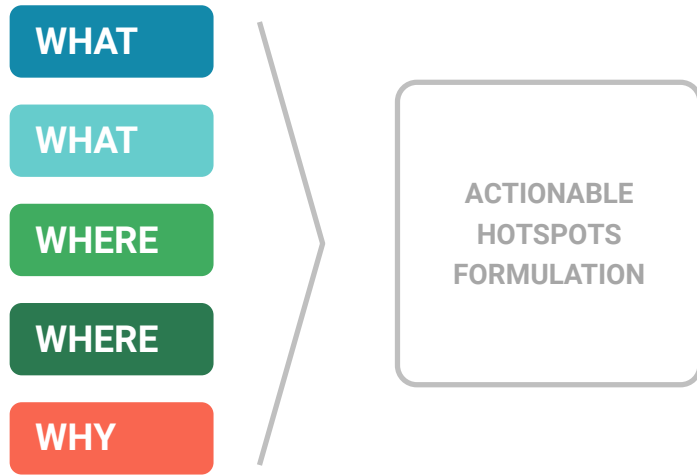 WHAT
WHAT
WHERE
WHERE
WHY
ACTIONABLE
HOTSPOTS
FORMULATION